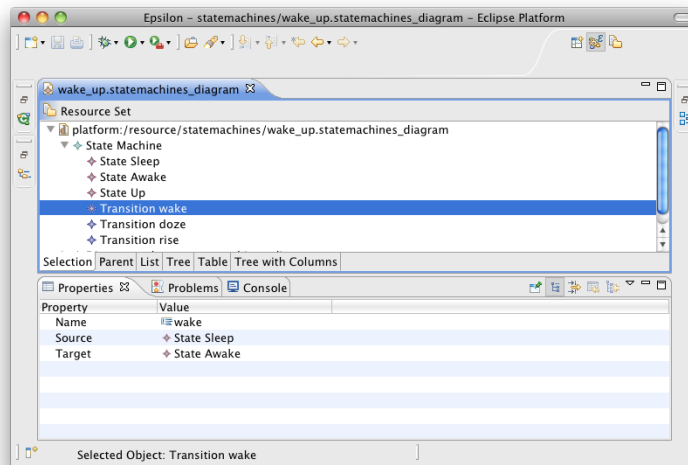 Epsilon - statemachines/wake_up.statemachines_diagram - Eclipse Platform
wake_up.statemachines_diagram
Resource Set
platform:/resource/statemachines/wake_up.statemachines_diagram
State Machine
State Sleep
State Awake
State Up
Transition wake
Transition doze
Transition rise
Selection Parent List Tree Table Tree with Columns
Properties Problems Console
Property Value
Name wake
Source State Sleep
Target State Awake
Selected Object: Transition wake